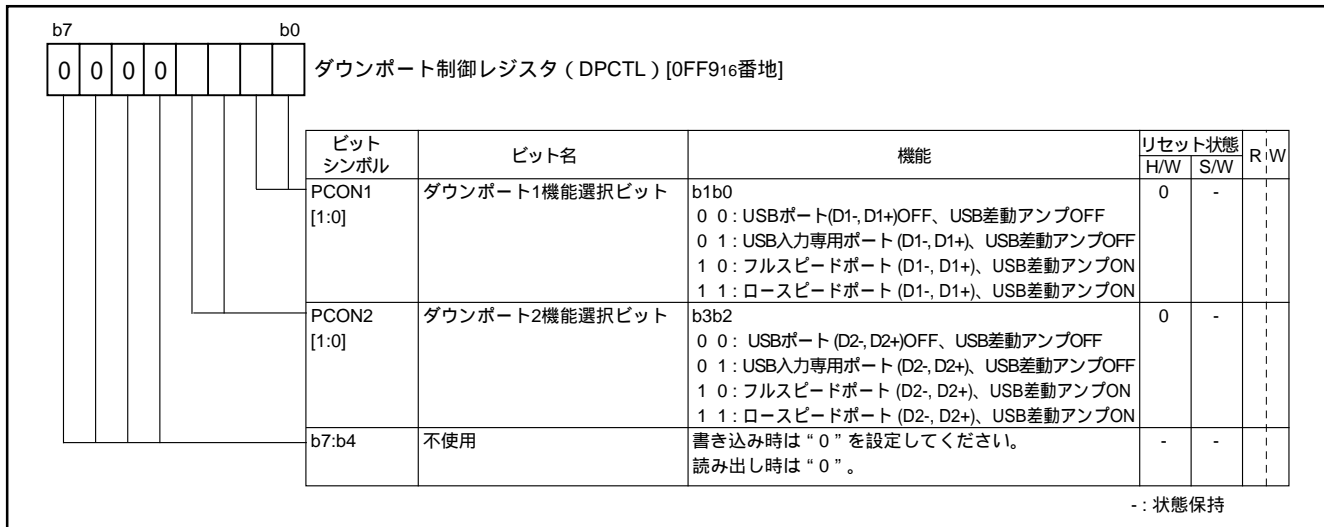 b7 b0
0 0 0 0 ダウンポート制御レジスタ（DPCTL）[0FF916番地]
ビット シンボル ビット名 機能 リセット状態 R W
H/W S/W
PCON1 ダウンポート1機能選択ビット b1b0 0 -
[1:0] 0 0 : USBポート(D1-, D1+)OFF、USB差動アンプOFF
0 1 : USB入力専用ポート (D1-, D1+)、USB差動アンプOFF
1 0 : フルスピードポート (D1-, D1+)、USB差動アンプON
1 1 : ロースピードポート (D1-, D1+)、USB差動アンプON
PCON2 ダウンポート2機能選択ビット b3b2 0 -
[1:0] 0 0 : USBポート (D2-, D2+)OFF、USB差動アンプOFF
0 1 : USB入力専用ポート (D2-, D2+)、USB差動アンプOFF
1 0 : フルスピードポート (D2-, D2+)、USB差動アンプON
1 1 : ロースピードポート (D2-, D2+)、USB差動アンプON
b7:b4 不使用 書き込み時は“0”を設定してください。 - -
読み出し時は“0”。
- : 状態保持